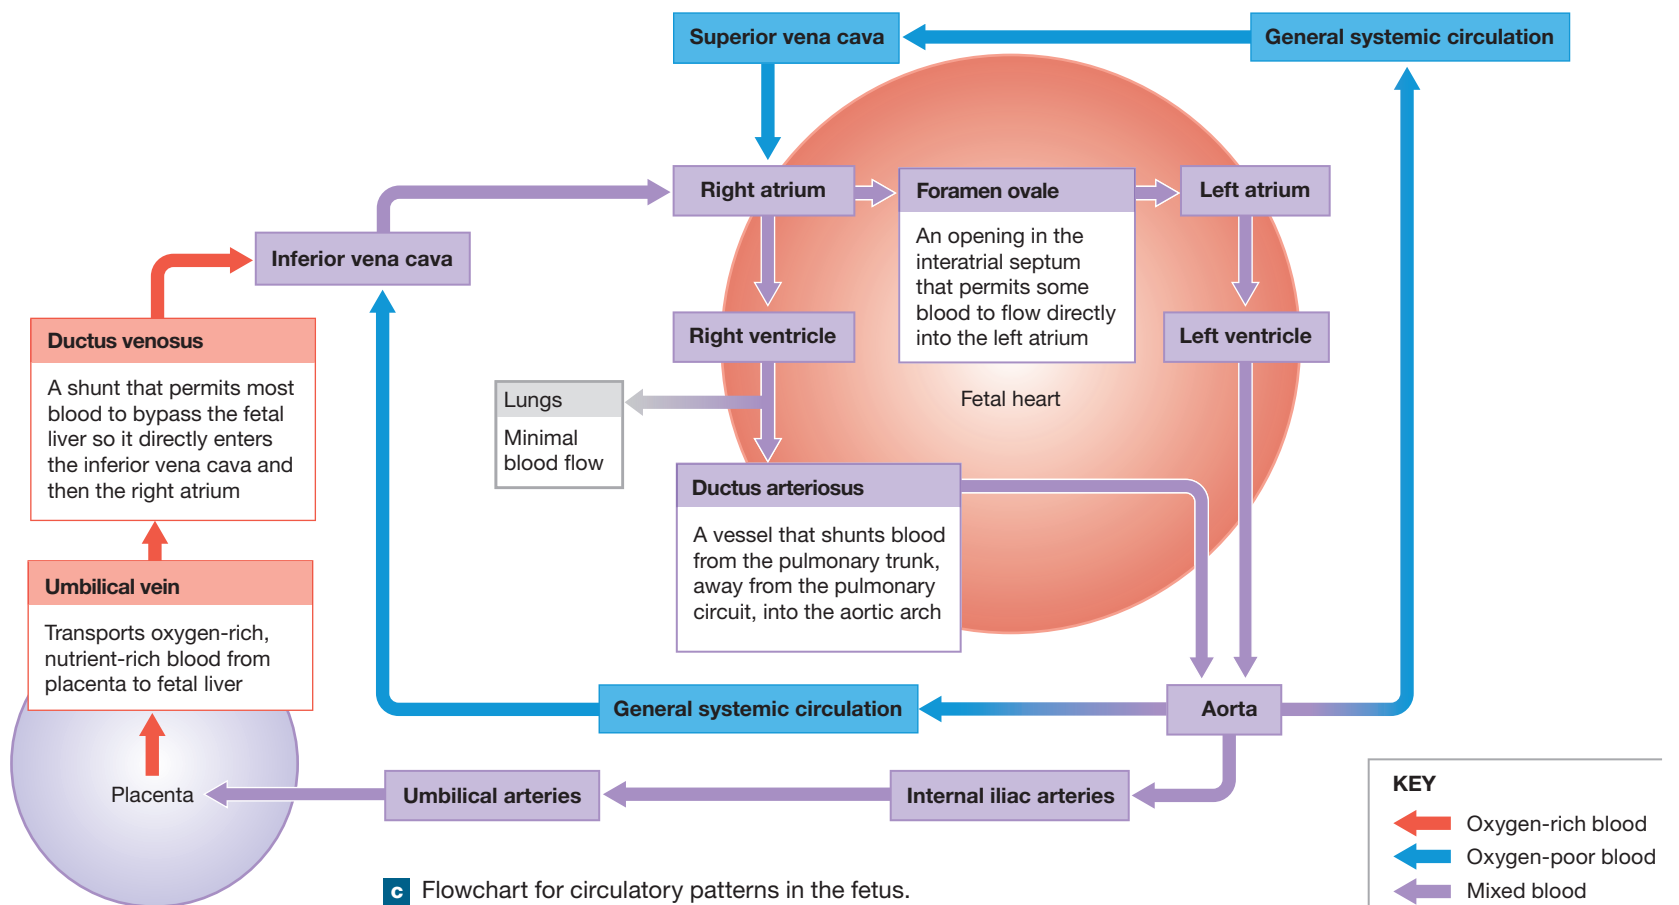 Superior vena cava
General systemic circulation
Right atrium
Foramen ovale
An opening in the
interatrial septum
that permits some
blood to flow directly
into the left atrium
Left atrium
Inferior vena cava
Ductus venosus
A shunt that permits most
blood to bypass the fetal
liver so it directly enters
the inferior vena cava and
then the right atrium
Right ventricle
Left ventricle
Lungs
Minimal
blood flow
Fetal heart
Ductus arteriosus
A vessel that shunts blood
from the pulmonary trunk,
away from the pulmonary
circuit, into the aortic arch
Umbilical vein
Transports oxygen-rich,
nutrient-rich blood from
placenta to fetal liver
General systemic circulation
Aorta
Placenta
Umbilical arteries
Internal iliac arteries
KEY
Oxygen-rich blood
Oxygen-poor blood
Mixed blood
c Flowchart for circulatory patterns in the fetus.